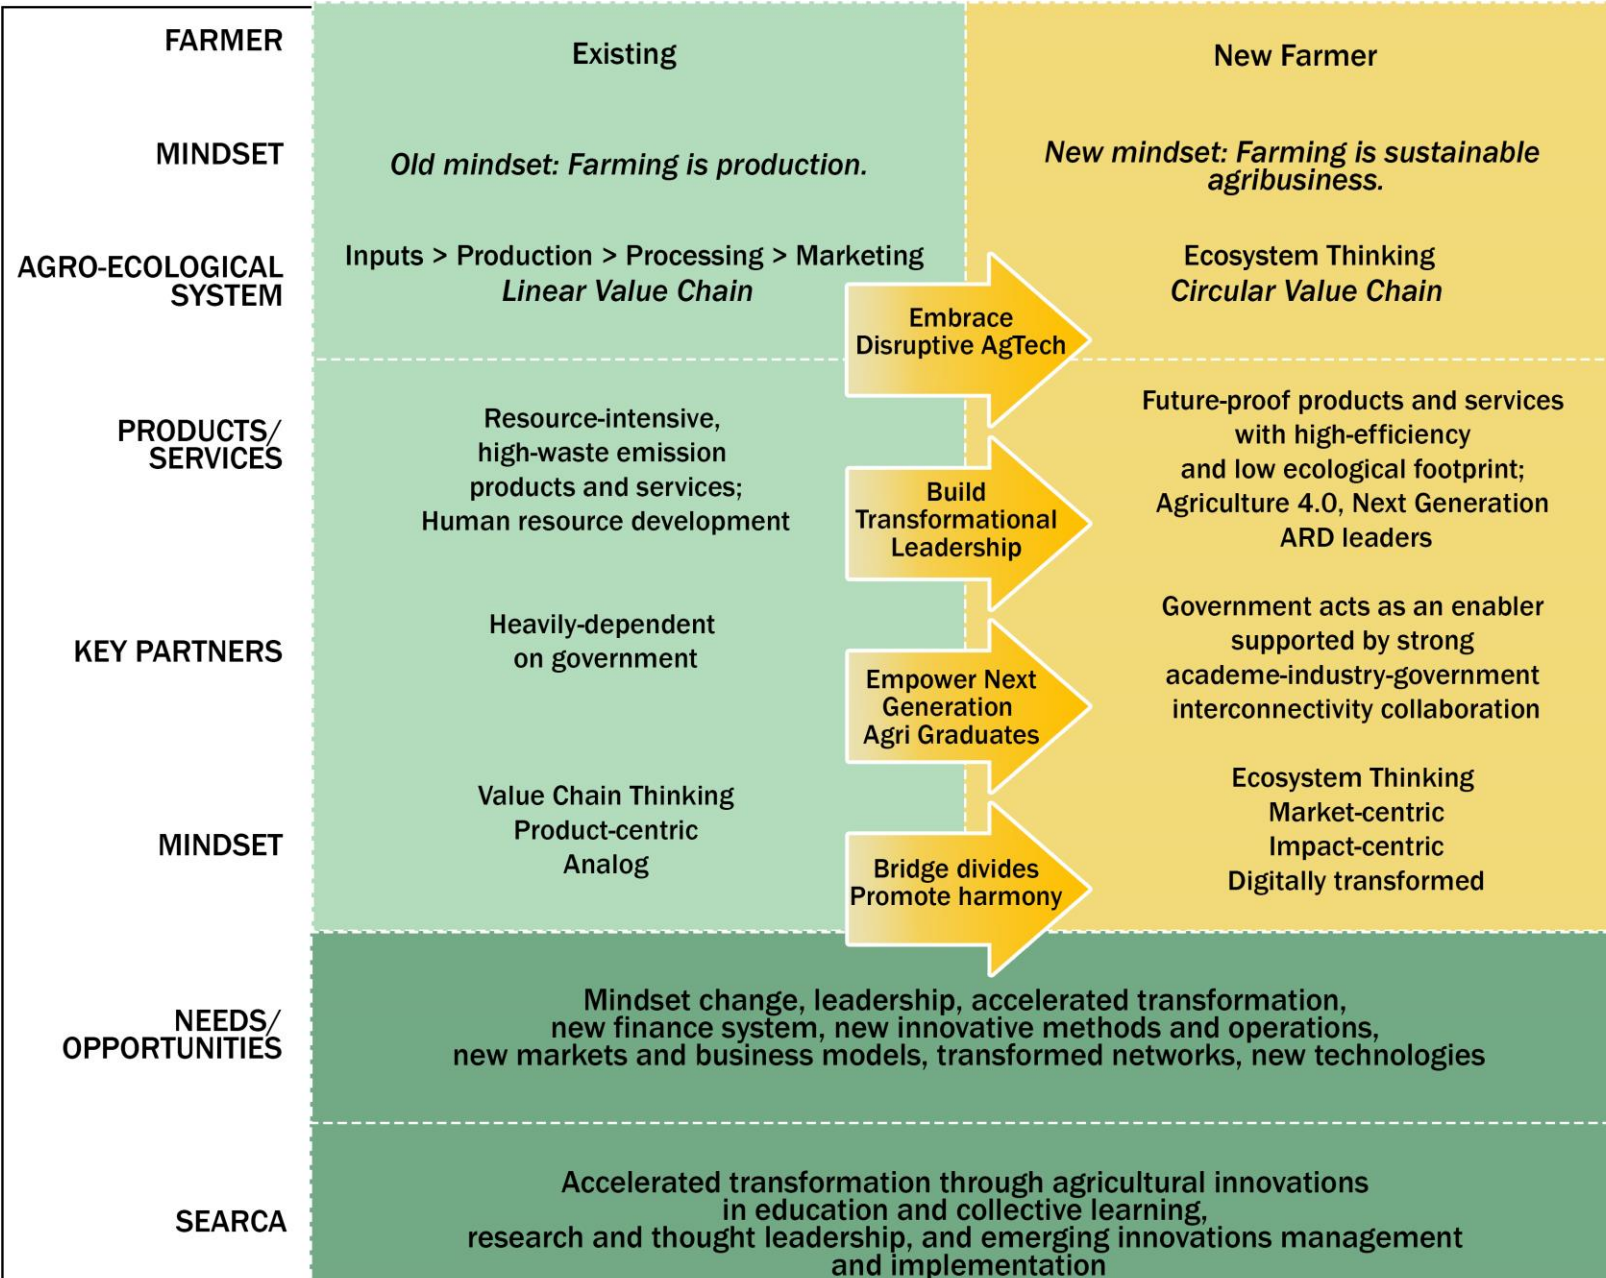 FARMER
Existing
New Farmer
MINDSET
Old mindset: Farming is production.
New mindset: Farming is sustainable
agribusiness.
AGRO-ECOLOGICAL
SYSTEM
Inputs > Production > Processing > Marketing
Linear Value Chain
Ecosystem Thinking
Circular Value Chain
Embrace
Disruptive AgTech
PRODUCTS/
SERVICES
Resource-intensive,
high-waste emission
products and services;
Human resource development
Build
Transformational
Leadership
Future-proof products and services
with high-efficiency
and low ecological footprint;
Agriculture 4.0, Next Generation
ARD leaders
KEY PARTNERS
Heavily-dependent
on government
Empower Next
Generation
Agri Graduates
Government acts as an enabler
supported by strong
academe-industry-government
interconnectivity collaboration
MINDSET
Value Chain Thinking
Product-centric
Analog
Bridge divides
Promote harmony
Ecosystem Thinking
Market-centric
Impact-centric
Digitally transformed
NEEDS/
OPPORTUNITIES
Mindset change, leadership, accelerated transformation,
new finance system, new innovative methods and operations,
new markets and business models, transformed networks, new technologies
SEARCA
Accelerated transformation through agricultural innovations
in education and collective learning,
research and thought leadership, and emerging innovations management
and implementation